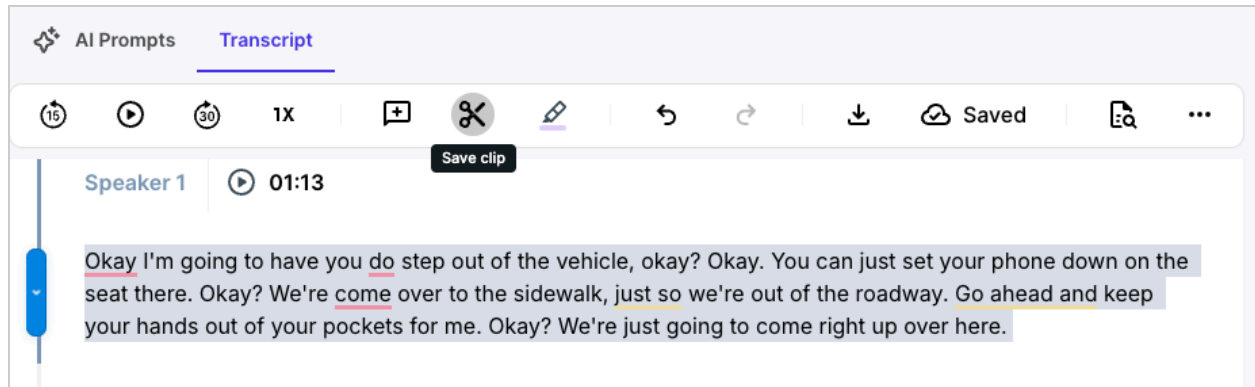 AI Prompts Transcript
15 30 1X Saved
Save clip
Speaker 1 01:13
Okay I'm going to have you do step out of the vehicle, okay? Okay. You can just set your phone down on the
seat there. Okay? We're come over to the sidewalk, just so we're out of the roadway. Go ahead and keep
your hands out of your pockets for me. Okay? We're just going to come right up over here.